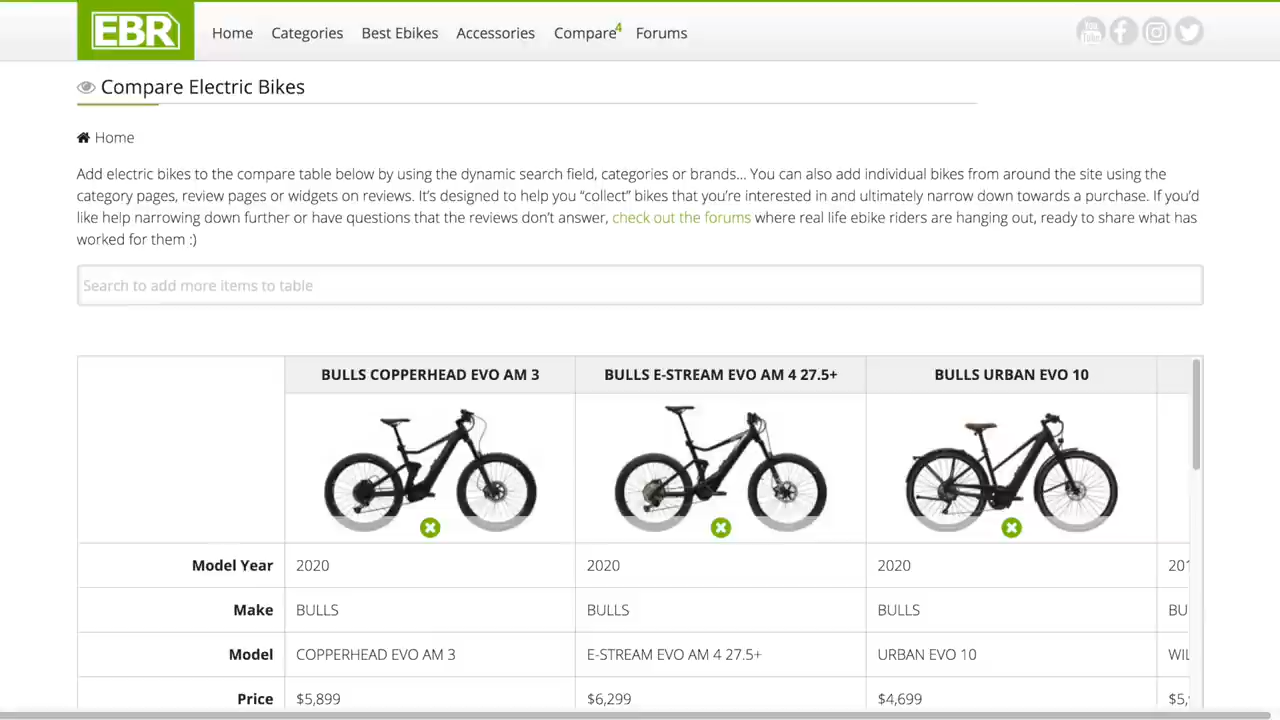 EBR Home Categories Best Ebikes Accessories Compare 4 Forums You Tube
Compare Electric Bikes
Home
Add electric bikes to the compare table below by using the dynamic search field, categories or brands... You can also add individual bikes from around the site using the
category pages, review pages or widgets on reviews. It's designed to help you “collect” bikes that you're interested in and ultimately narrow down towards a purchase. If you'd
like help narrowing down further or have questions that the reviews don't answer, check out the forums where real life ebike riders are hanging out, ready to share what has
worked for them :)
Search to add more items to table
BULLS COPPERHEAD EVO AM 3 BULLS E-STREAM EVO AM 4 27.5+ BULLS URBAN EVO 10
Model Year 2020 2020 2020
Make BULLS BULLS BULLS BU
Model COPPERHEAD EVO AM 3 E-STREAM EVO AM 4 27.5+ URBAN EVO 10
Price $5,899 $6,299 $4,699 $5,